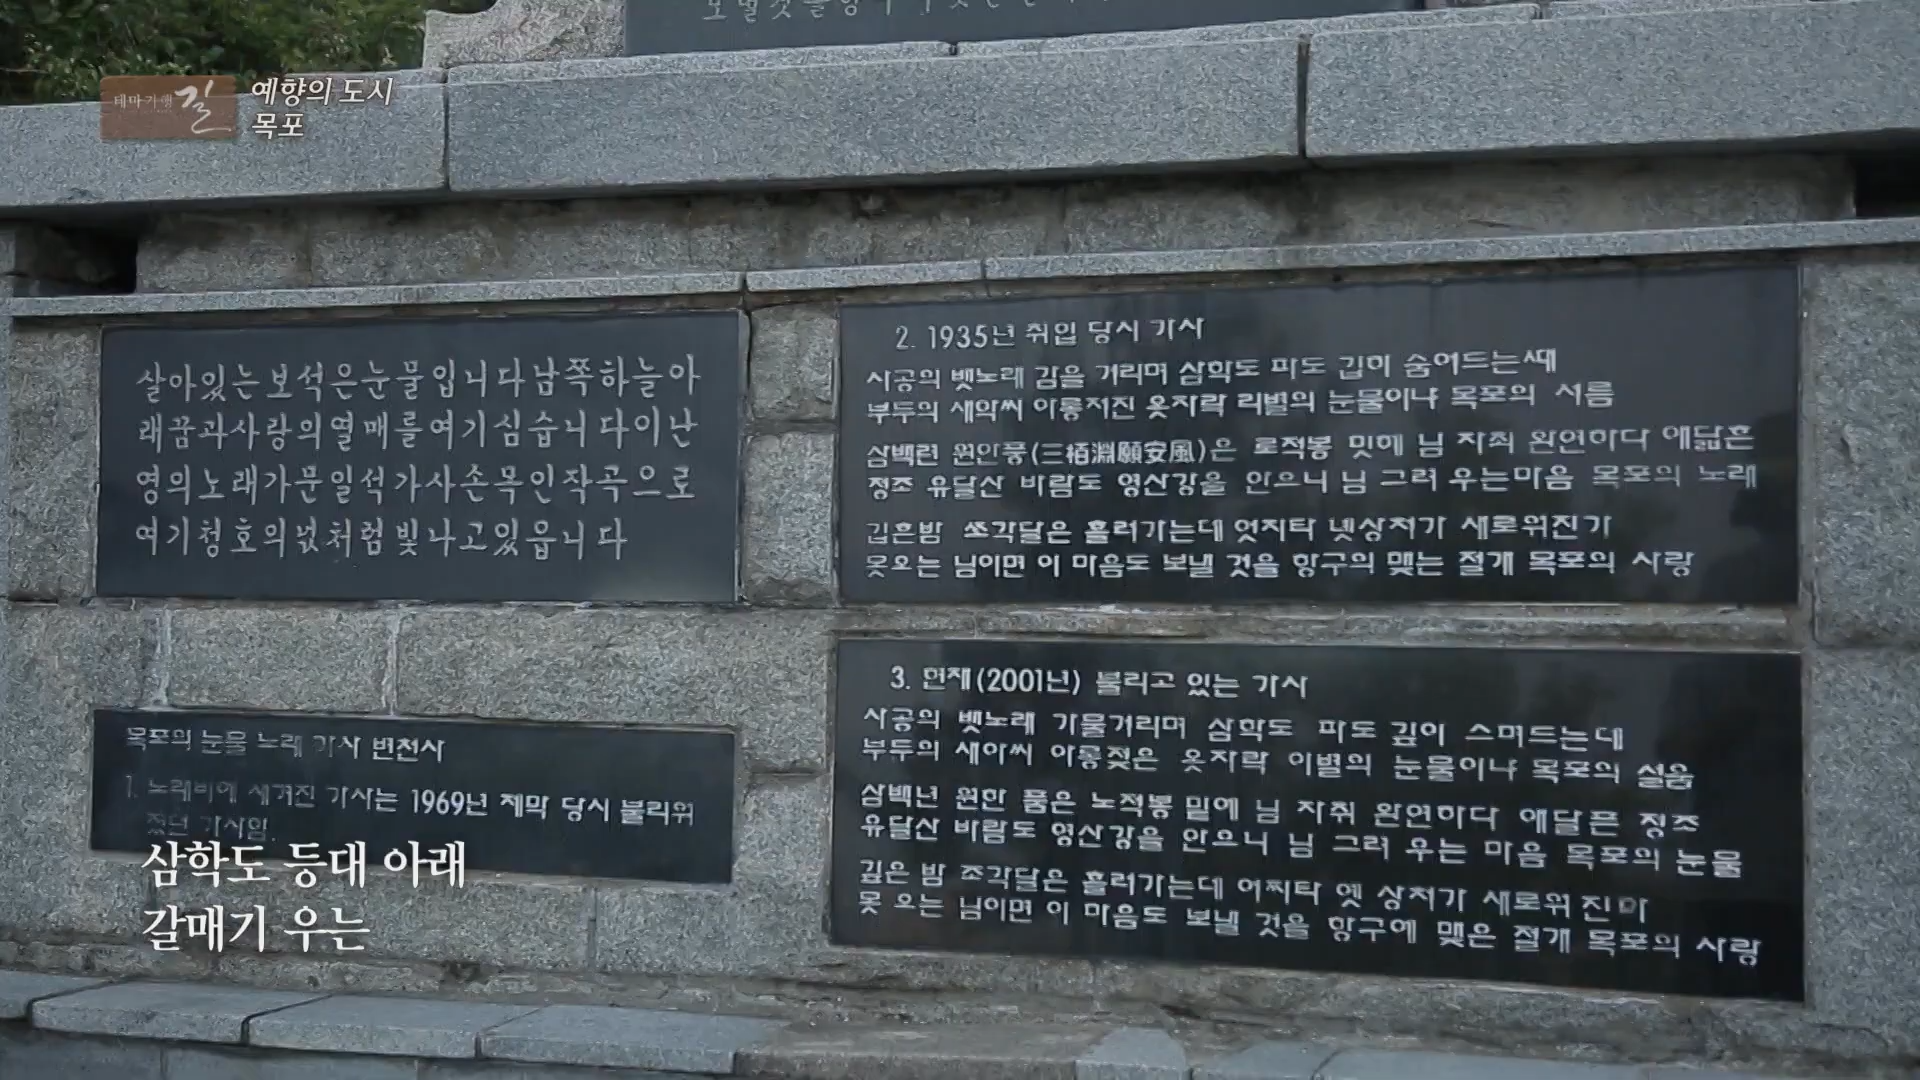 테마기행 길
예향의 도시
목포
살아있는보석은눈물입니다남쪽하늘아
래꿈과사랑의열매를여기심습니다이난
영의노래가문일석가사손목인작곡으로
여기청호의넋처럼빛나고있읍니다
목포의 눈물 노래 가사 변천사
1. 노래비에 새겨진 가사는 1969년 제막 당시 불리워
졌던 가사임.
2. 1935년 취입 당시 가사
사공의 뱃노래 감을 거리며 삼학도 파도 깁히 숨어드는ᄯᅢ
부두의 새악씨 아롱저진 옷자락 리별의 눈물이냐 목포의 서름
삼백련 원안풍(三栢淵願安風)은 로적봉 밋헤 님 자최 완연하다 애닯흔
정조 유달산 바람도 영산강을 안으니 님 그려 우는마음 목포의 노래
깁흔밤 쪼각달은 흘러가는데 엇지타 녯상처가 새로워진가
못오는 님이면 이 마음도 보낼 것을 항구의 맺는 절개 목포의 사랑
3. 현재(2001년) 불리고 있는 가사
사공의 뱃노래 가물거리며 삼학도 파도 깊이 스며드는데
부두의 새아씨 아롱젖은 옷자락 이별의 눈물이냐 목포의 설움
삼백년 원한 품은 노적봉 밑에 님 자취 완연하다 애달픈 정조
유달산 바람도 영산강을 안으니 님 그려 우는 마음 목포의 눈물
깊은 밤 조각달은 흘러가는데 어찌타 옛 상처가 새로워 진다
못 오는 님이면 이 마음도 보낼 것을 항구에 맺은 절개 목포의 사랑
삼학도 등대 아래
갈매기 우는